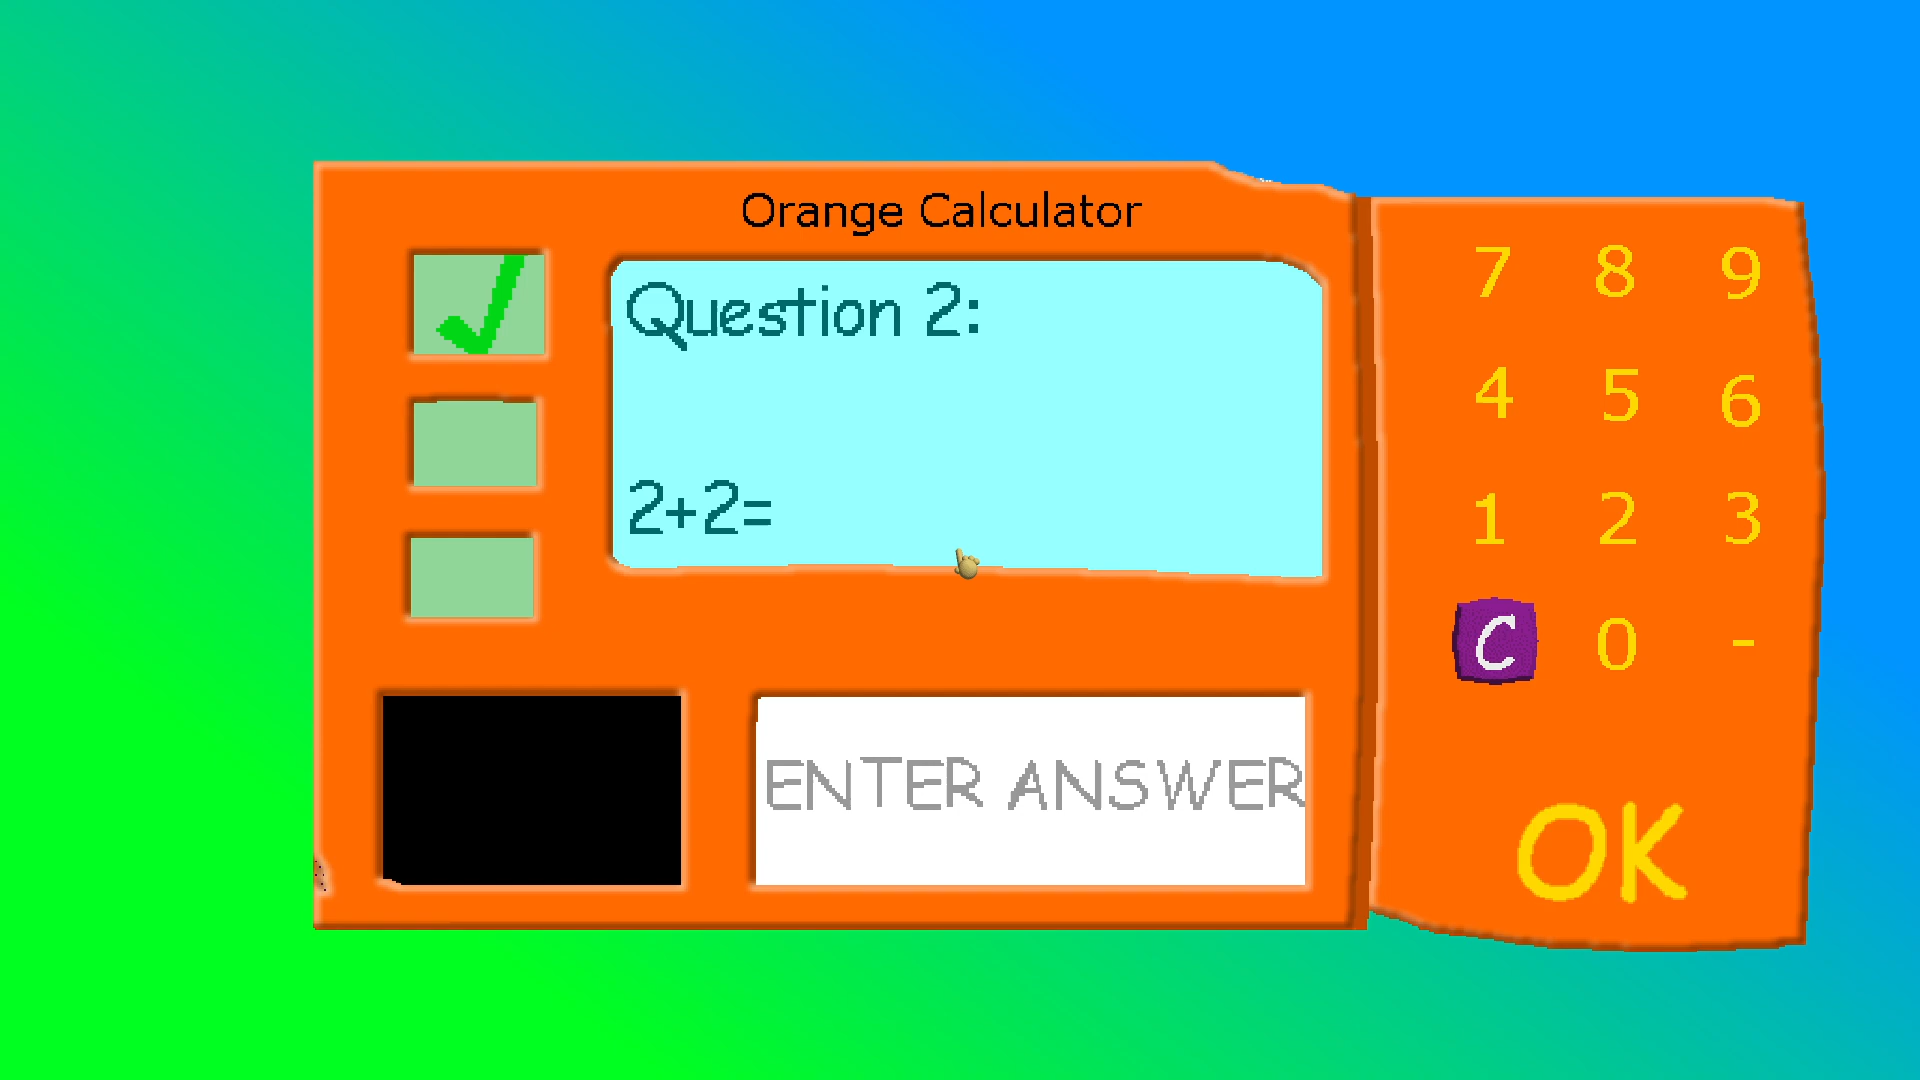 Orange Calculator
Question 2:
2+2=
ENTER ANSWER
7 8 9
4 5 6
1 2 3
C 0 -
OK